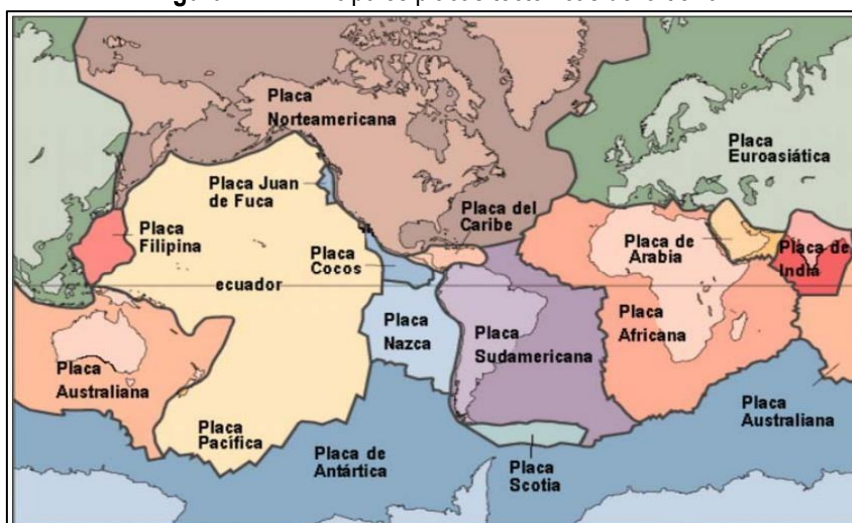 Placa
Norteamericana
Placa Juan
de Fuca
Placa
Filipina
Placa del
Caribe
Placa
Cocos
ecuador
Placa
Euroasiática
Placa de
Arabia
Placa de
India
Placa
Nazca
Placa
Sudamericana
Placa
Africana
Placa
Australiana
Placa
Pacífica
Placa de
Antártica
Placa
Scotia
Placa
Australiana